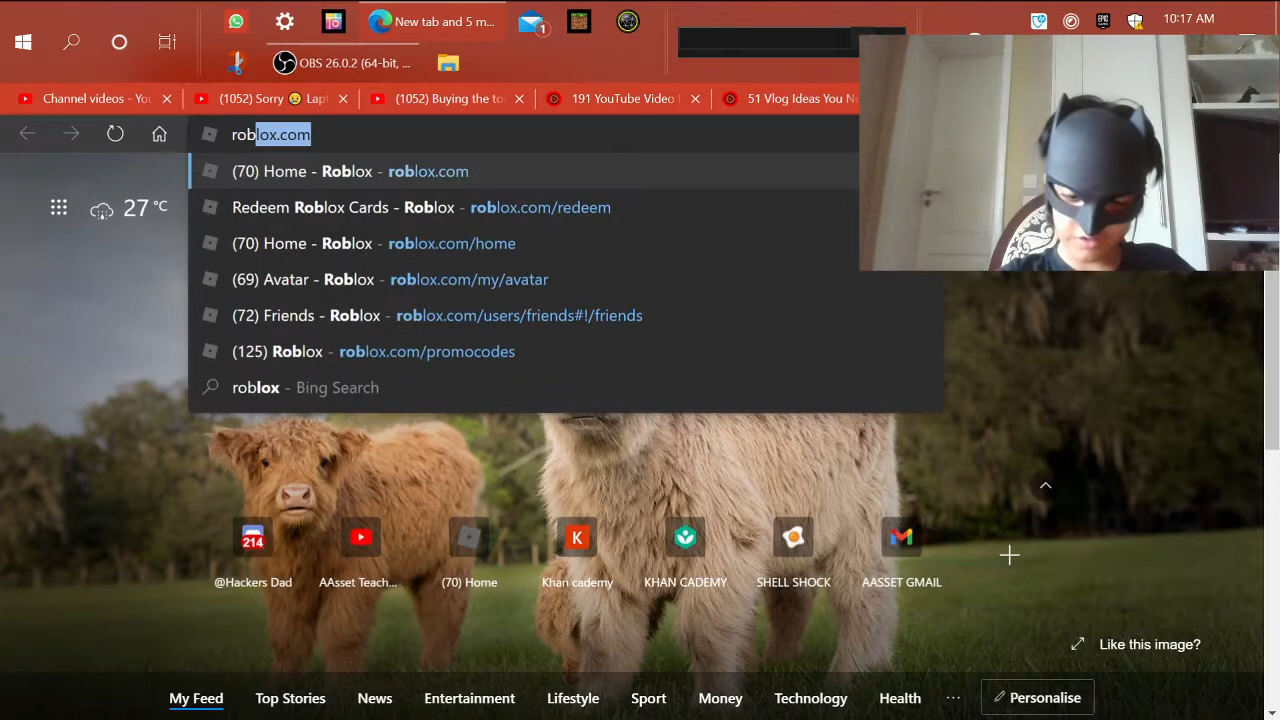 New tab and 5 m...
1
10:17 AM
OBS 26.0.2 (64-bit, ...
Channel videos - You
(1052) Sorry 😢 Lapt
(1052) Buying the to
191 YouTube Video I
51 Vlog Ideas You Nu
roblox.com
(70) Home - Roblox - roblox.com
27 °C
Redeem Roblox Cards - Roblox - roblox.com/redeem
(70) Home - Roblox - roblox.com/home
(69) Avatar - Roblox - roblox.com/my/avatar
(72) Friends - Roblox - roblox.com/users/friends#!/friends
(125) Roblox - roblox.com/promocodes
roblox - Bing Search
214
K
@Hackers Dad
AAsset Teach...
(70) Home
Khan cademy
KHAN CADEMY
SHELL SHOCK
AASSET GMAIL
Like this image?
My Feed
Top Stories
News
Entertainment
Lifestyle
Sport
Money
Technology
Health
...
Personalise